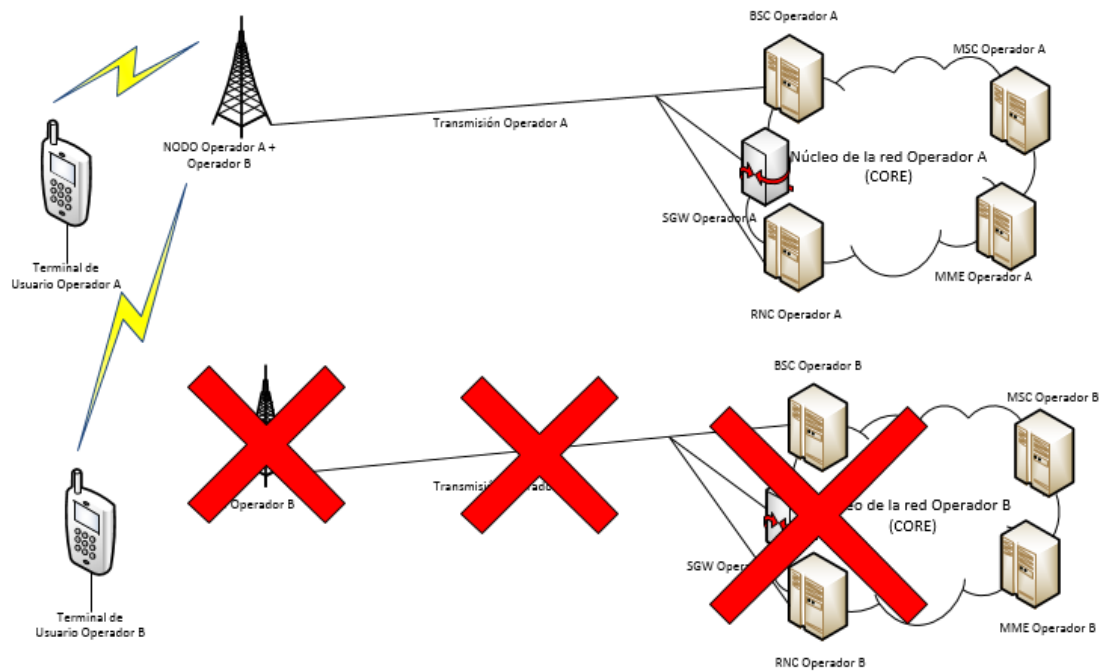 BSC Operador A
MSC Operador A
Transmisión Operador A
NODO Operador A +
Operador B
Núcleo de la red Operador A
(CORE)
SGW Operador A
Terminal de
Usuario Operador A
MME Operador A
RNC Operador A
BSC Operador B
MSC Operador B
Operador B
de la red Operador B
(CORE)
SGW
Terminal de
Usuario Operador B
MME Operador B
RNC Operador B